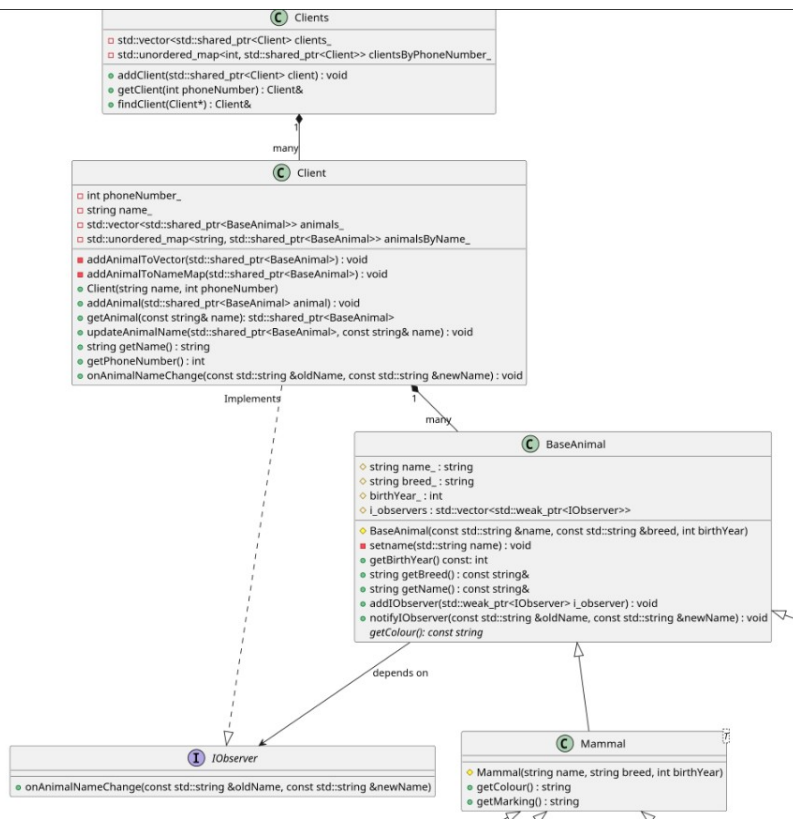 C Clients
std::vector<std::shared_ptr<Client> clients_
std::unordered_map<int, std::shared_ptr<Client>> clientsByPhoneNumber_
addClient(std::shared_ptr<Client> client) : void
getClient(int phoneNumber) : Client&
findClient(Client*) : Client&
1
many
C Client
int phoneNumber_
string name_
std::vector<std::shared_ptr<BaseAnimal>> animals_
std::unordered_map<string, std::shared_ptr<BaseAnimal>> animalsByName_
addAnimalToVector(std::shared_ptr<BaseAnimal>) : void
addAnimalToNameMap(std::shared_ptr<BaseAnimal>) : void
Client(string name, int phoneNumber)
addAnimal(std::shared_ptr<BaseAnimal> animal) : void
getAnimal(const string& name): std::shared_ptr<BaseAnimal>
updateAnimalName(std::shared_ptr<BaseAnimal>, const string& name) : void
string getName() : string
getPhoneNumber() : int
onAnimalNameChange(const std::string &oldName, const std::string &newName) : void
Implements
1
many
C BaseAnimal
string name_ : string
string breed_ : string
birthYear_ : int
i_observers : std::vector<std::weak_ptr<IObserver>>
BaseAnimal(const std::string &name, const std::string &breed, int birthYear)
setname(std::string name) : void
getBirthYear() const: int
string getBreed() : const string&
string getName() : const string&
addIObserver(std::weak_ptr<IObserver> i_observer) : void
notifyIObserver(const std::string &oldName, const std::string &newName) : void
getColour(): const string
depends on
I IObserver
onAnimalNameChange(const std::string &oldName, const std::string &newName)
T
C Mammal
Mammal(string name, string breed, int birthYear)
getColour() : string
getMarking() : string